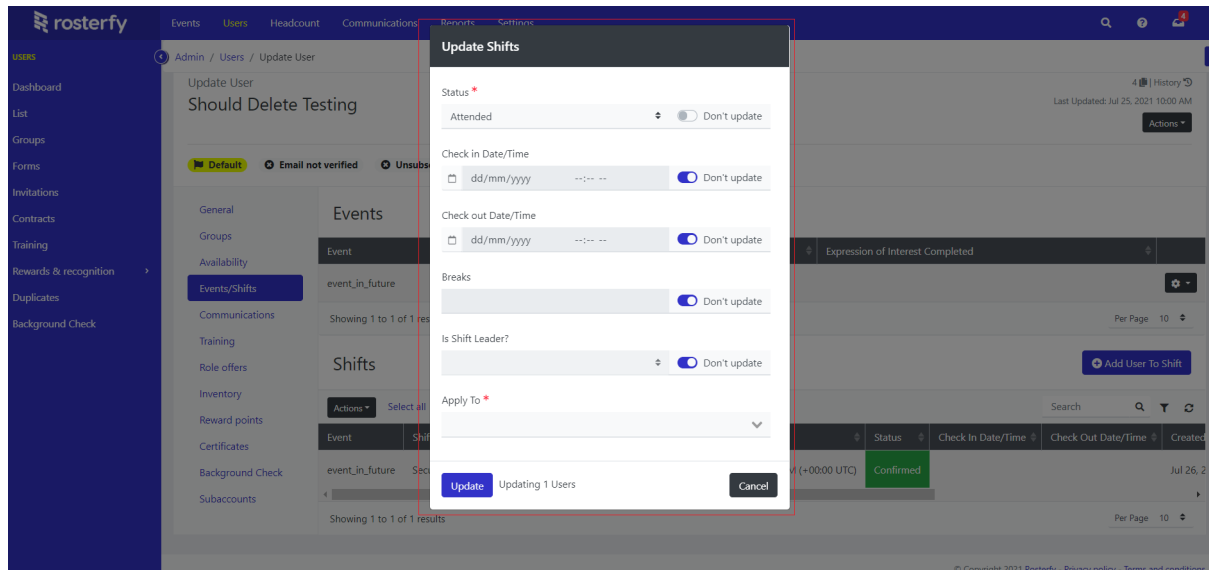 rosterfy Events Users Headcount Communications Reports Settings 4
USERS
Admin / Users / Update User
Dashboard
List
Groups
Forms
Invitations
Contracts
Training
Rewards & recognition
Duplicates
Background Check
Update User
Should Delete Testing
4 | History
Last Updated: Jul 25, 2021 10:00 AM
Actions
Default Email not verified
General
Groups
Availability
Events/Shifts
Communications
Training
Role offers
Inventory
Reward points
Certificates
Background Check
Subaccounts
Events
Event Expression of Interest Completed
event_in_future
Showing 1 to 1 of 1
Per Page 10
Shifts
Add User To Shift
Actions Select all
Search
Event Status Check In Date/Time Check Out Date/Time Created
event_in_future (+00:00 UTC) Confirmed Jul 26,
Showing 1 to 1 of 1 results
Per Page 10
Update Shifts
Status *
Attended Don't update
Check in Date/Time
dd/mm/yyyy --:-- -- Don't update
Check out Date/Time
dd/mm/yyyy --:-- -- Don't update
Breaks
Don't update
Is Shift Leader?
Don't update
Apply To *
Update Updating 1 Users Cancel
© Copyright 2021 Rosterfy Privacy policy Terms and conditions